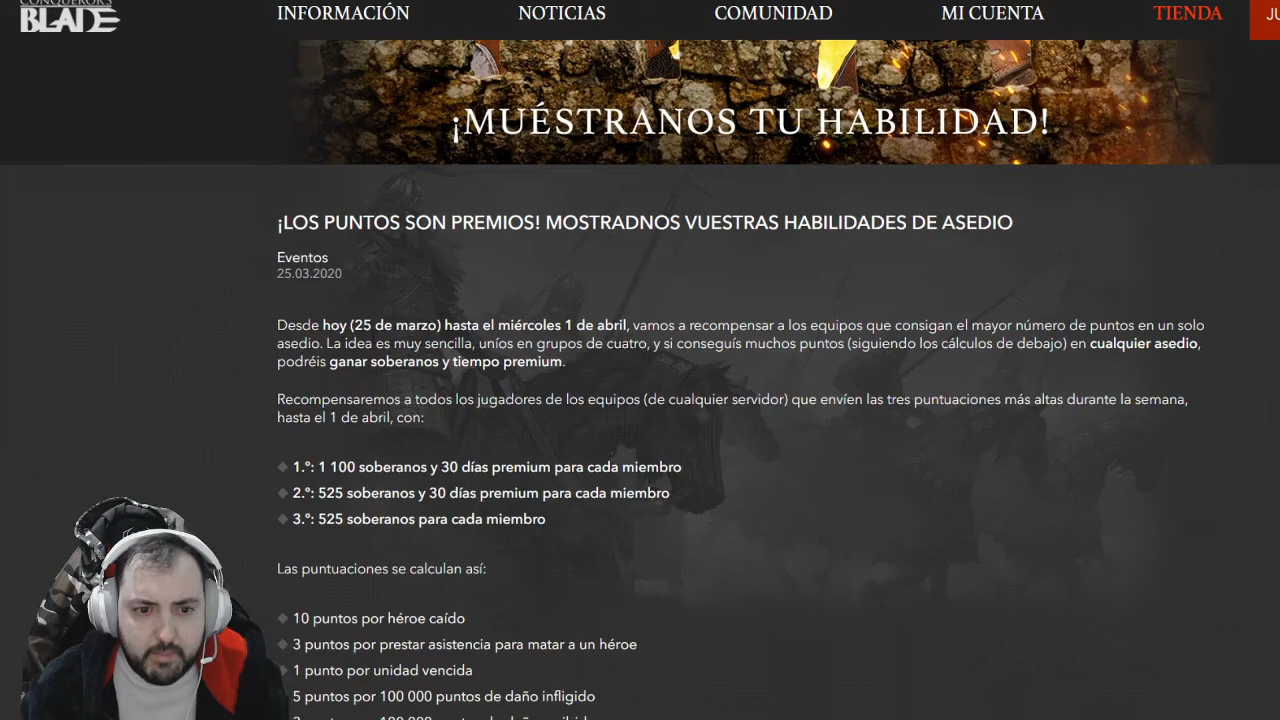 CONQUEROR'S
BLADE
INFORMACIÓN
NOTICIAS
COMUNIDAD
MI CUENTA
TIENDA
JU
¡MUÉSTRANOS TU HABILIDAD!
¡LOS PUNTOS SON PREMIOS! MOSTRADNOS VUESTRAS HABILIDADES DE ASEDIO
Eventos
25.03.2020
Desde hoy (25 de marzo) hasta el miércoles 1 de abril, vamos a recompensar a los equipos que consigan el mayor número de puntos en un solo
asedio. La idea es muy sencilla, uníos en grupos de cuatro, y si conseguís muchos puntos (siguiendo los cálculos de debajo) en cualquier asedio,
podréis ganar soberanos y tiempo premium.
Recompensaremos a todos los jugadores de los equipos (de cualquier servidor) que envíen las tres puntuaciones más altas durante la semana,
hasta el 1 de abril, con:
1.º: 1 100 soberanos y 30 días premium para cada miembro
2.º: 525 soberanos y 30 días premium para cada miembro
3.º: 525 soberanos para cada miembro
Las puntuaciones se calculan así:
10 puntos por héroe caído
3 puntos por prestar asistencia para matar a un héroe
1 punto por unidad vencida
5 puntos por 100 000 puntos de daño infligido